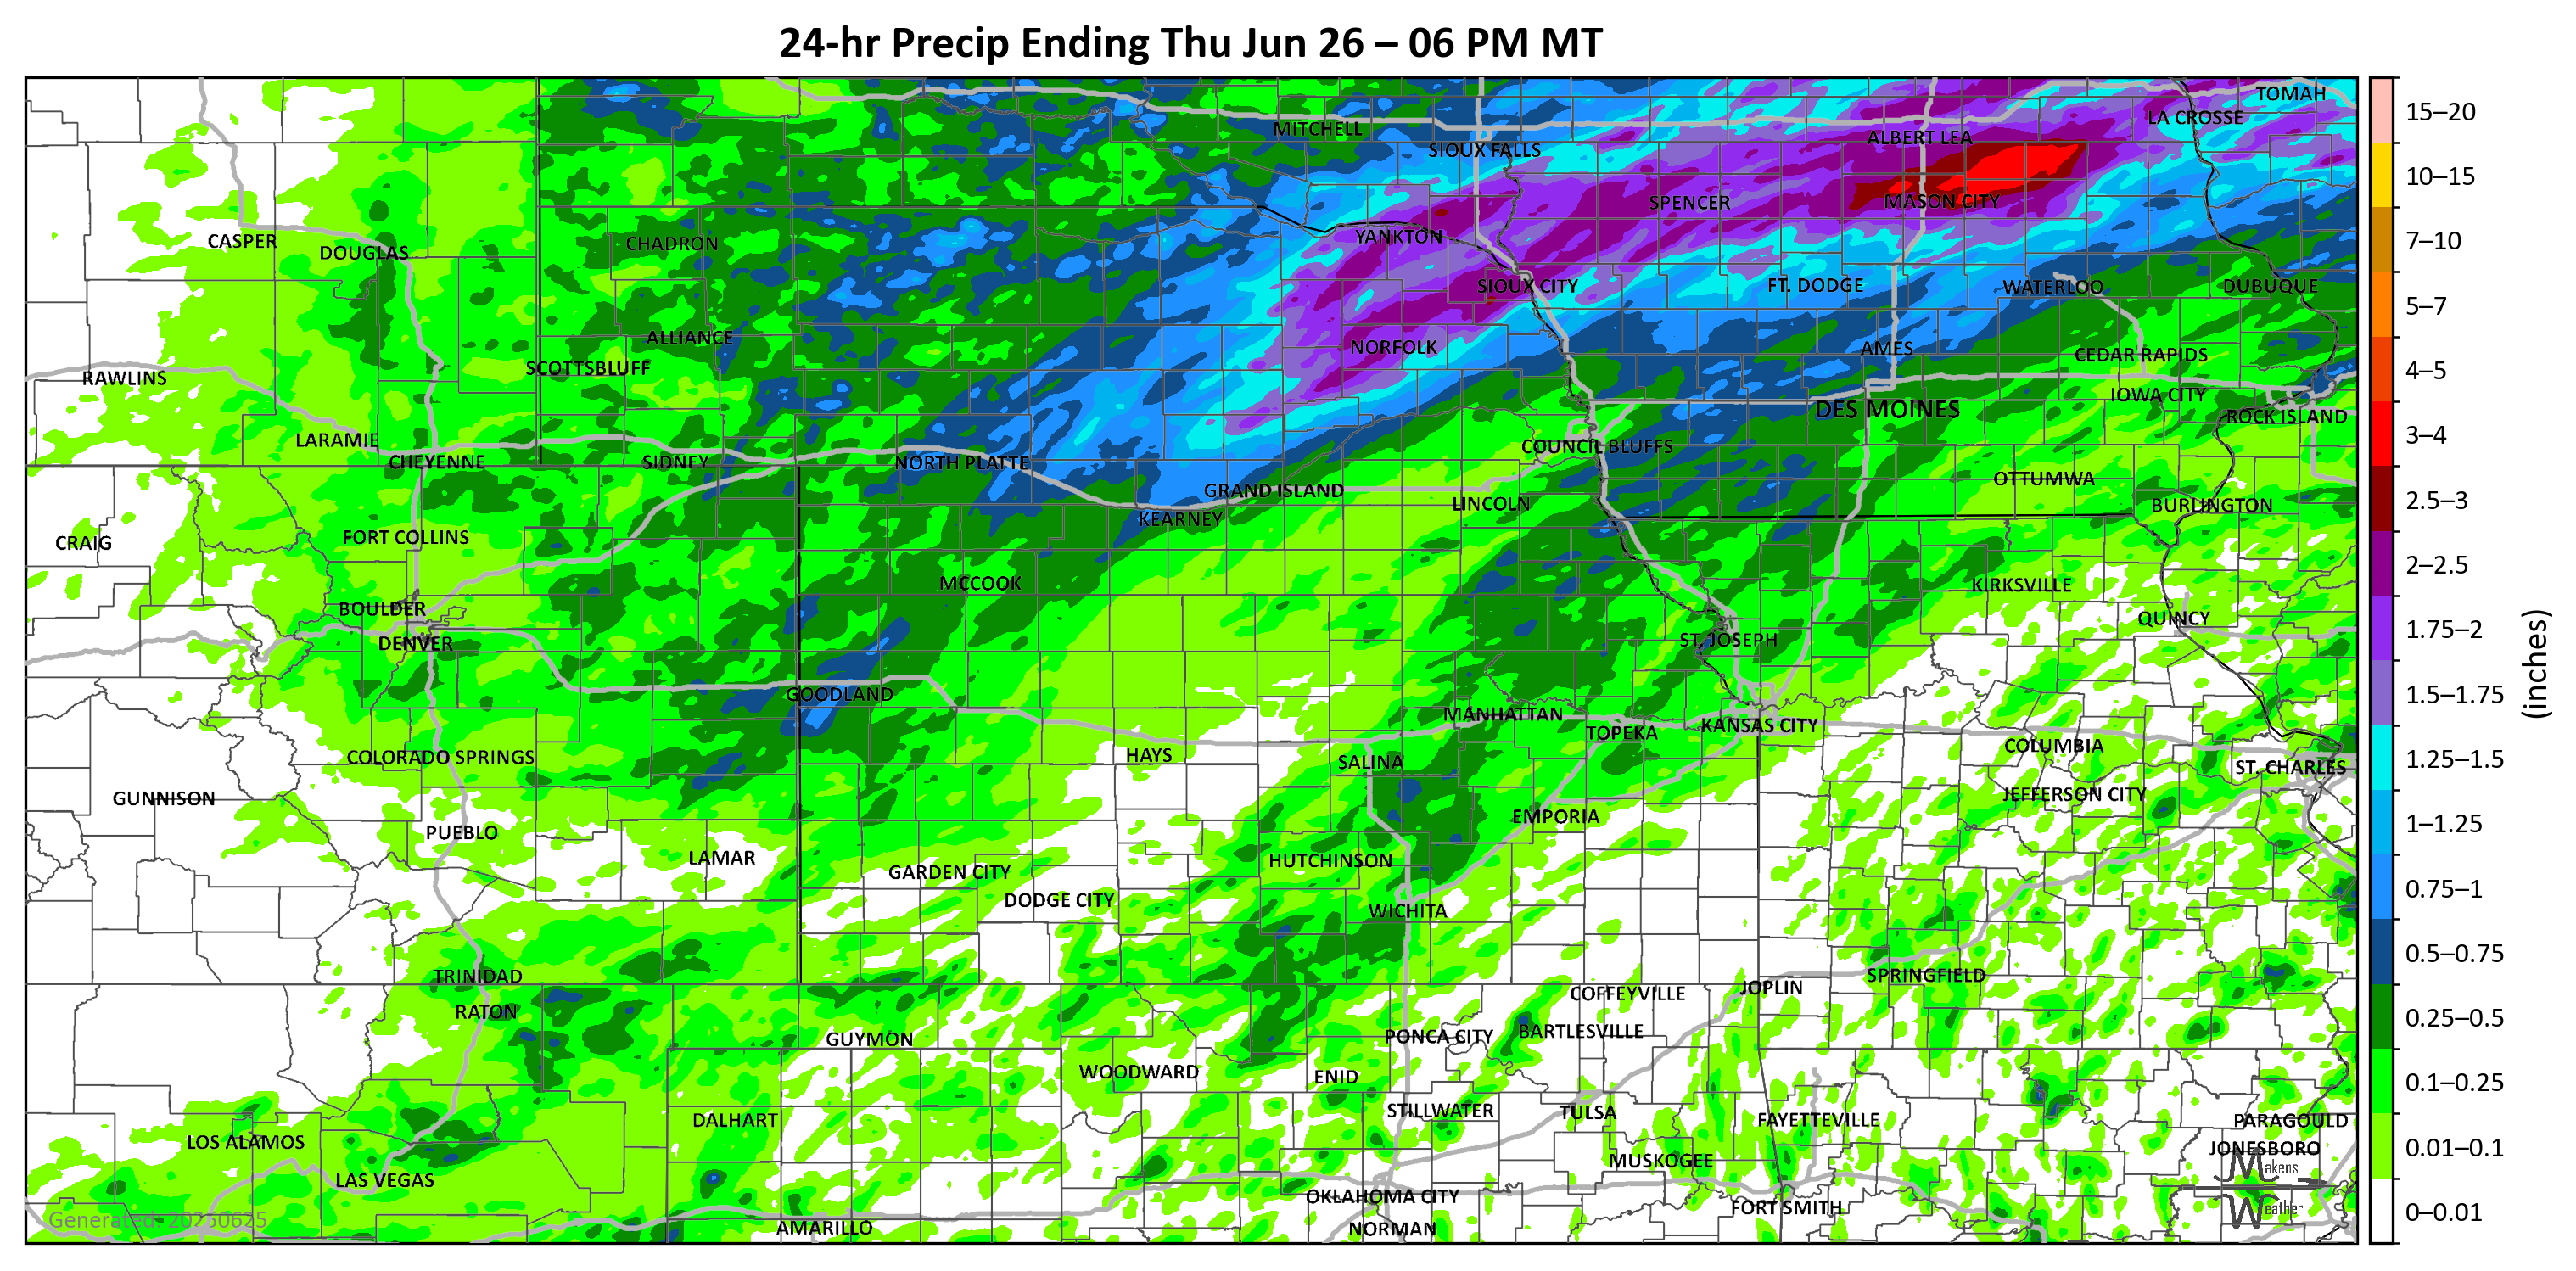 24-hr Precip Ending Thu Jun 26 – 06 PM MT
TOMAH
LA CROSSE
MITCHELL
ALBERT LEA
SIOUX FALLS
SPENCER
MASON CITY
YANKTON
CASPER
DOUGLAS
CHADRON
SIOUX CITY
FT. DODGE
WATERLOO
DUBUQUE
ALLIANCE
NORFOLK
AMES
CEDAR RAPIDS
SCOTTSBLUFF
RAWLINS
IOWA CITY
DES MOINES
ROCK ISLAND
LARAMIE
COUNCIL BLUFFS
CHEYENNE
SIDNEY
NORTH PLATTE
OTTUMWA
GRAND ISLAND
LINCOLN
BURLINGTON
KEARNEY
FORT COLLINS
CRAIG
MCCOOK
KIRKSVILLE
BOULDER
QUINCY
DENVER
ST. JOSEPH
GOODLAND
MANHATTAN
TOPEKA
KANSAS CITY
COLUMBIA
COLORADO SPRINGS
HAYS
SALINA
ST. CHARLES
GUNNISON
JEFFERSON CITY
EMPORIA
PUEBLO
LAMAR
HUTCHINSON
GARDEN CITY
DODGE CITY
WICHITA
TRINIDAD
SPRINGFIELD
JOPLIN
COFFEYVILLE
RATON
GUYMON
PONCA CITY
BARTLESVILLE
WOODWARD
ENID
STILLWATER
TULSA
DALHART
FAYETTEVILLE
PARAGOULD
LOS ALAMOS
JONESBORO
MUSKOGEE
LAS VEGAS
OKLAHOMA CITY
FORT SMITH
AMARILLO
NORMAN
Generated: 20250625
Makens
Weather
15–20
10–15
7–10
5–7
4–5
3–4
2.5–3
2–2.5
1.75–2
1.5–1.75
1.25–1.5
1–1.25
0.75–1
0.5–0.75
0.25–0.5
0.1–0.25
0.01–0.1
0–0.01
(inches)